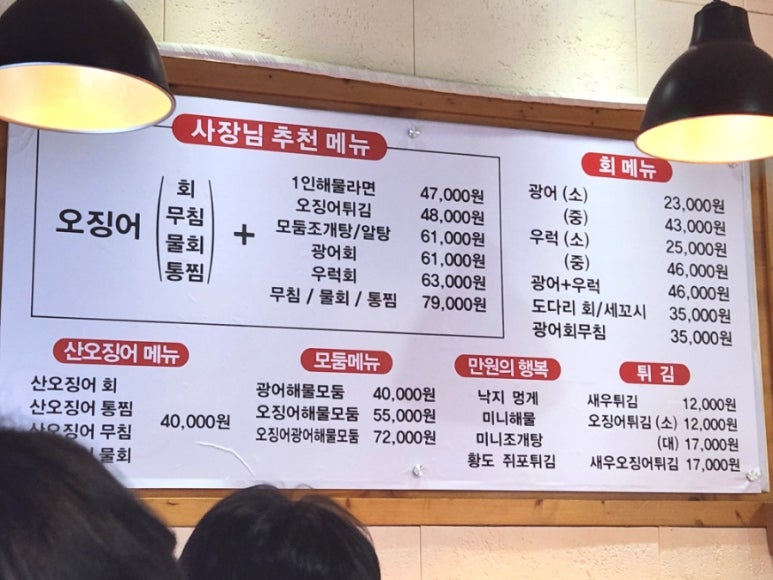 사장님 추천 메뉴
오징어 ( 회 무침 물회 통찜 ) +
1인해물라면 47,000원
오징어튀김 48,000원
모둠조개탕/알탕 61,000원
광어회 61,000원
우럭회 63,000원
무침 / 물회 / 통찜 79,000원
회 메뉴
광어 (소) 23,000원
(중) 43,000원
우럭 (소) 25,000원
(중) 46,000원
광어+우럭 46,000원
도다리 회/세꼬시 35,000원
광어회무침 35,000원
산오징어 메뉴
산오징어 회
산오징어 통찜
40,000원
산오징어 무침
물회
모둠메뉴
광어해물모둠 40,000원
오징어해물모둠 55,000원
오징어광어해물모둠 72,000원
만원의 행복
낙지 멍게
미니해물
미니조개탕
황도 쥐포튀김
튀 김
새우튀김 12,000원
오징어튀김 (소) 12,000원
(대) 17,000원
새우오징어튀김 17,000원